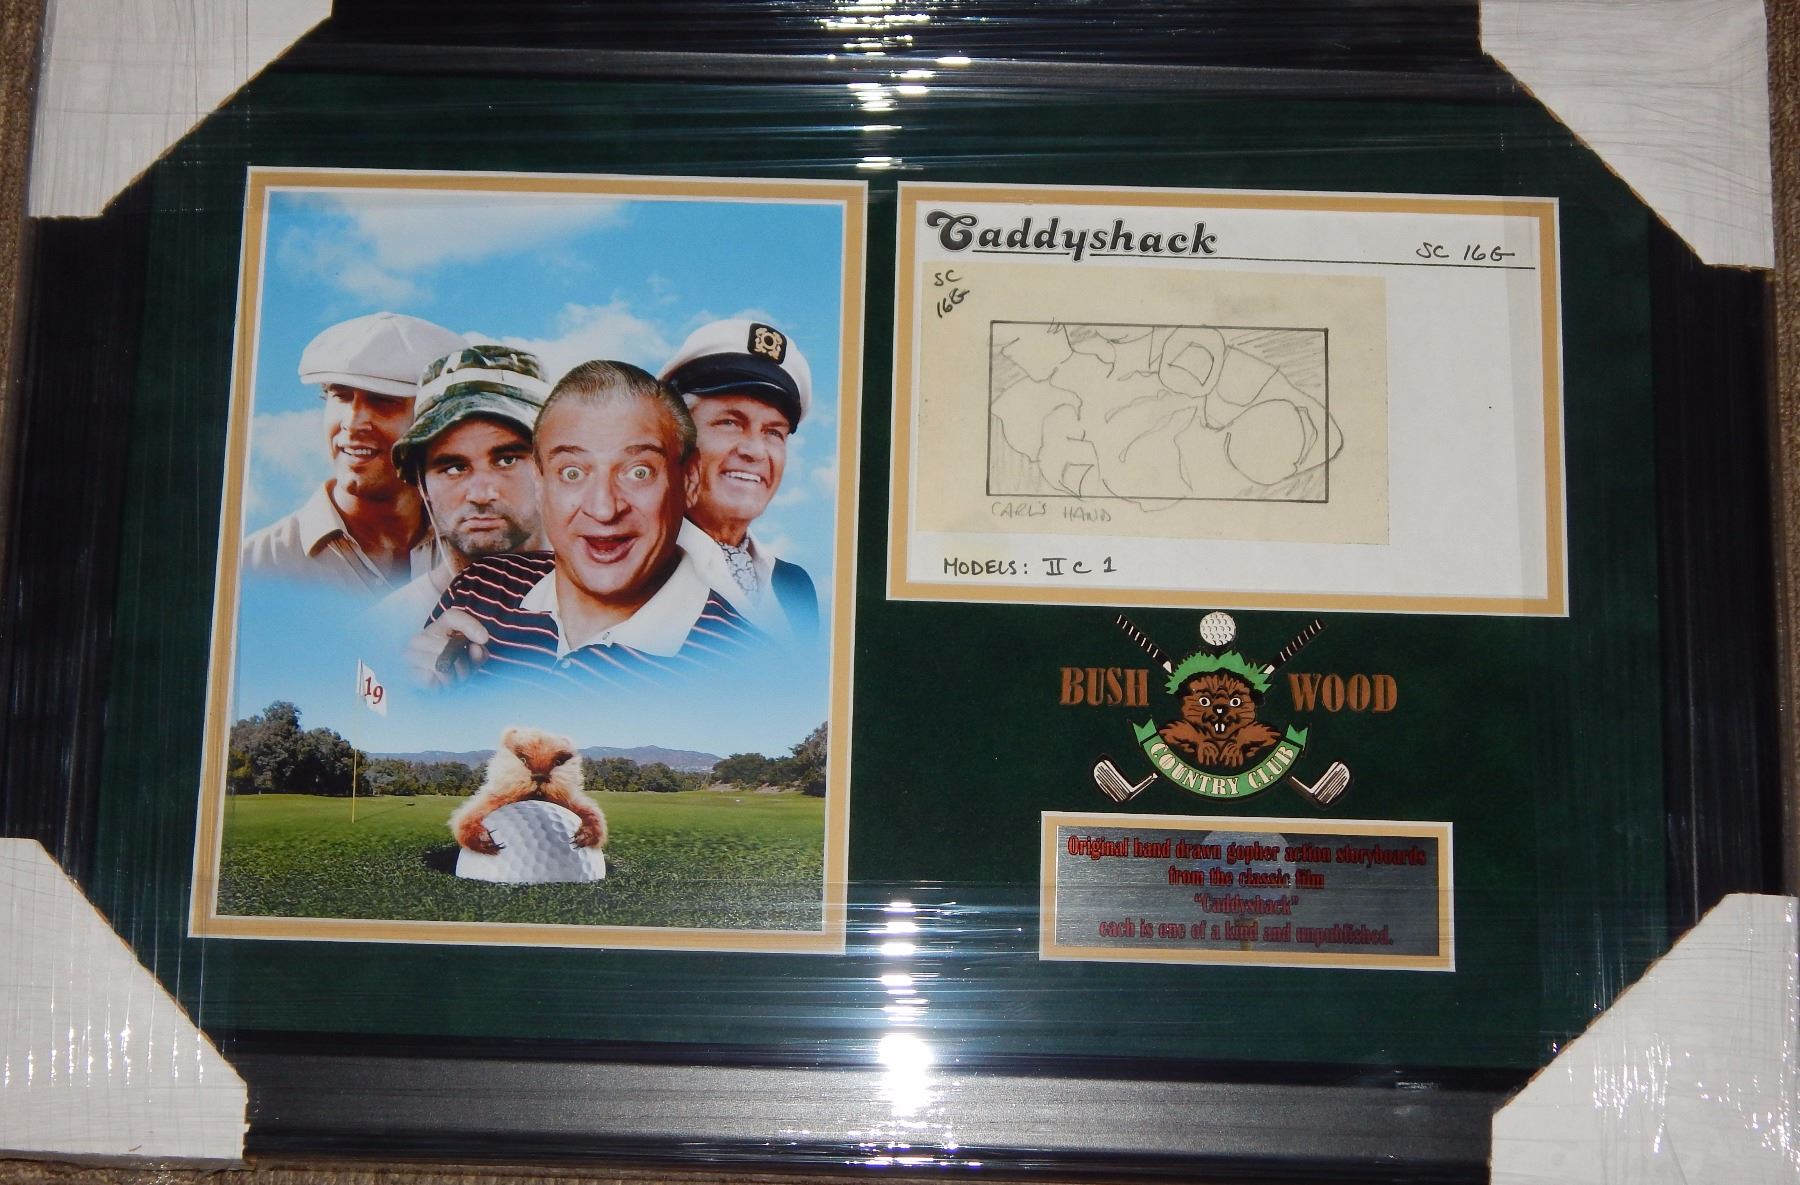 19
Caddyshack
SC 16G
SC
16G
CARL'S HAND
MODELS: II C 1
BUSH WOOD
COUNTRY CLUB
Original hand drawn gopher action storyboards
from the classic film
"Caddyshack"
each is one of a kind and unpublished.